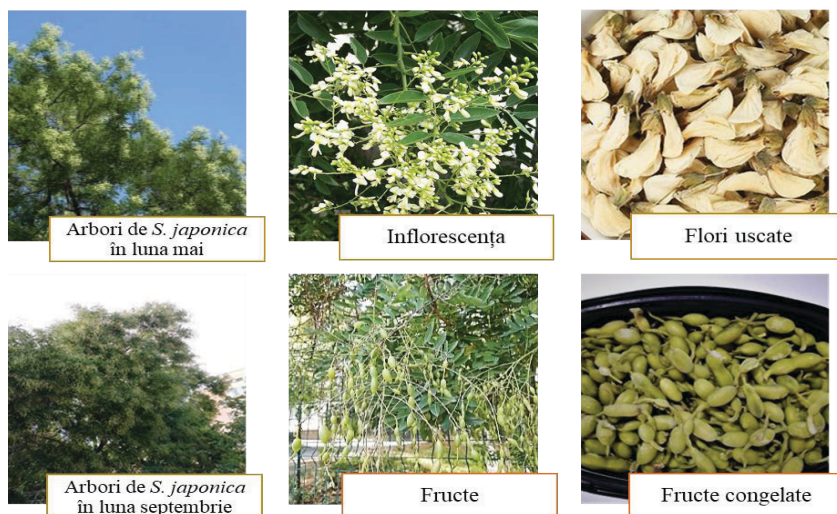 Arbori de S. japonica
în luna mai
Inflorescența
Flori uscate
Arbori de S. japonica
în luna septembrie
Fructe
Fructe congelate